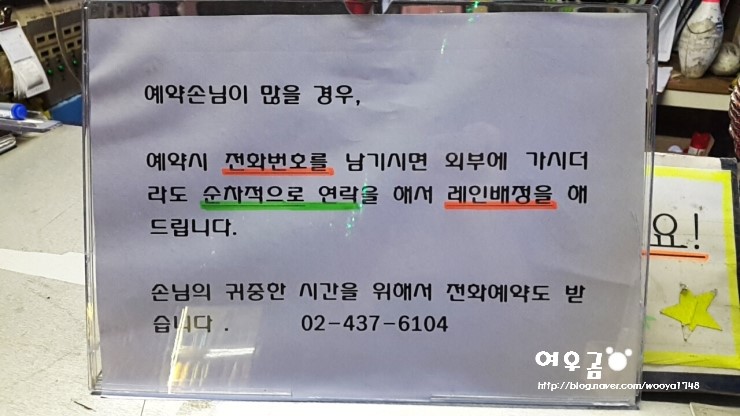 예약손님이 많을 경우,
예약시 전화번호를 남기시면 외부에 가시더
라도 순차적으로 연락을 해서 레인배정을 해
드립니다.
손님의 귀중한 시간을 위해서 전화예약도 받
습니다 . 02-437-6104
요!
여우곰
http://blog.naver.com/wooya1748